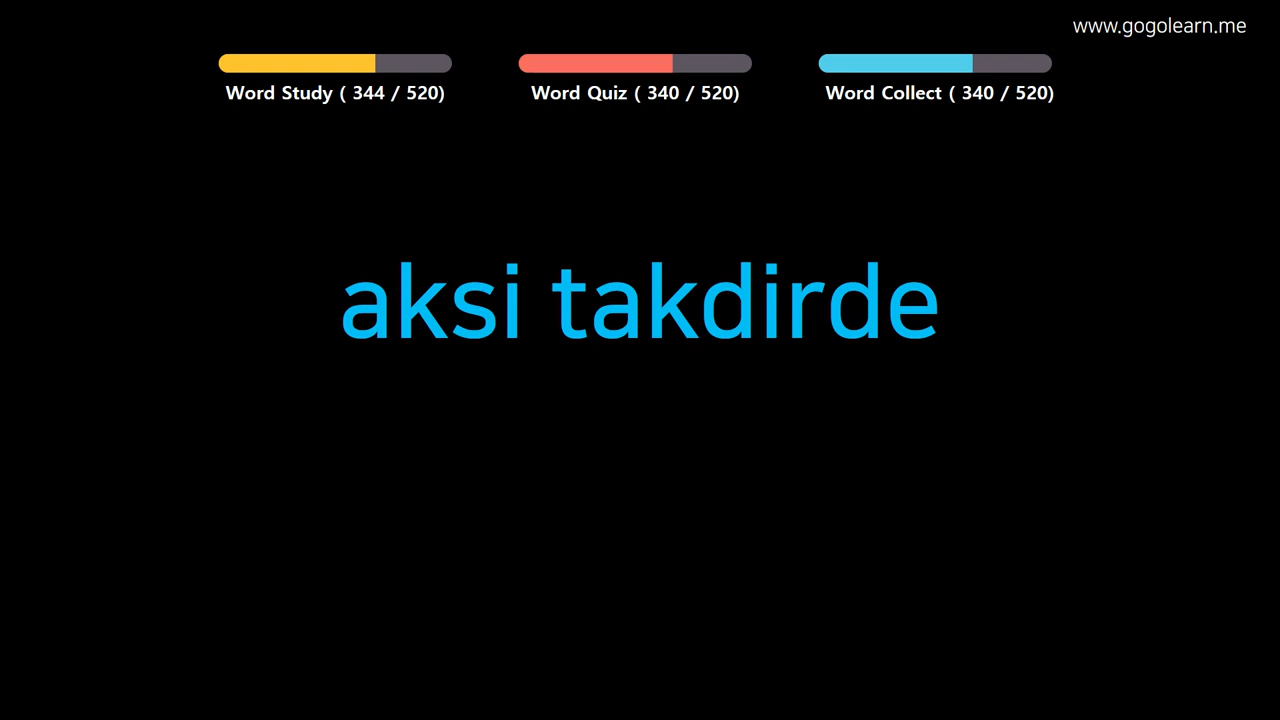 www.gogolearn.me
Word Study ( 344 / 520)
Word Quiz ( 340 / 520)
Word Collect ( 340 / 520)
aksi takdirde